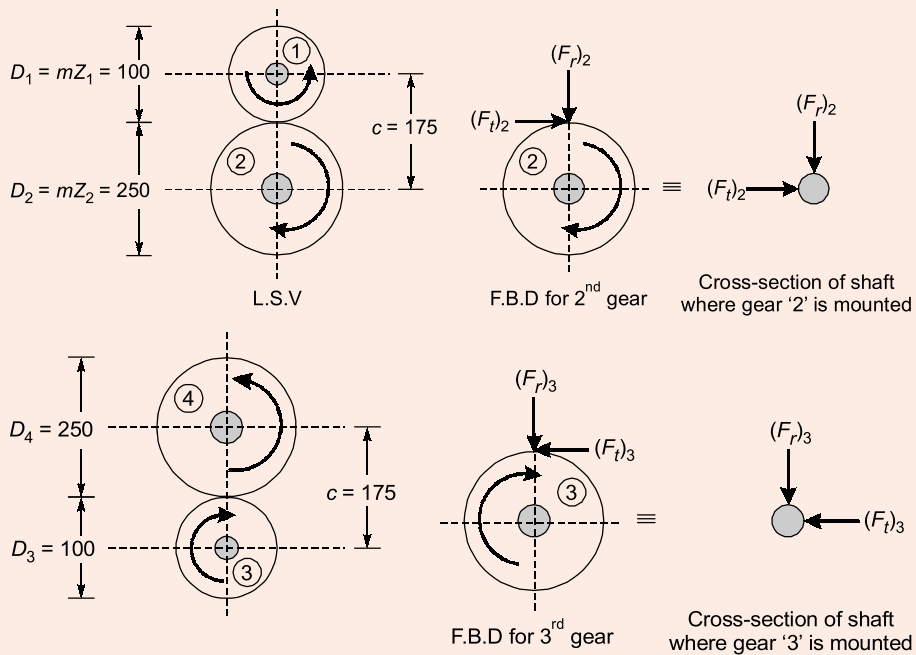 D₁ = mZ₁ = 100
1
c = 175
D₂ = mZ₂ = 250
2
L.S.V
(Fᵣ)₂
(Fₜ)₂
2
F.B.D for 2ⁿᵈ gear
≡
(Fᵣ)₂
(Fₜ)₂
Cross-section of shaft
where gear ‘2’ is mounted
D₄ = 250
4
c = 175
D₃ = 100
3
(Fᵣ)₃
(Fₜ)₃
3
F.B.D for 3ʳᵈ gear
≡
(Fᵣ)₃
(Fₜ)₃
Cross-section of shaft
where gear ‘3’ is mounted